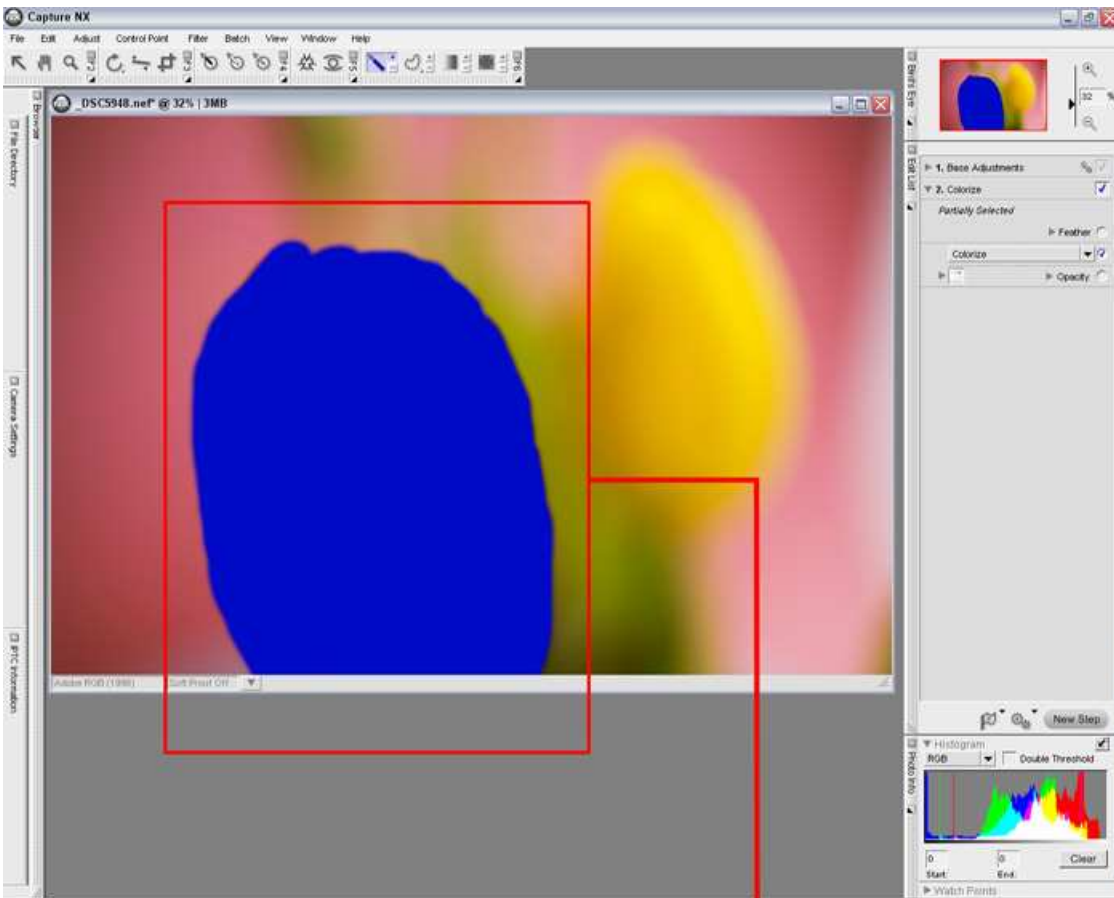 Capture NX
File Edit Adjust Control Point Filter Batch View Window Help
_DSC5948.nef* @ 32% | 3MB
Browser
File Directory
Camera Settings
IPTC Information
Adobe RGB (1998) Soft Proof Off
Bird's Eye
32 %
Edit List
1. Base Adjustments
2. Colorize
Partially Selected
Feather
Colorize
Opacity
New Step
Photo Info
Histogram
RGB Double Threshold
0 0 Clear
Start: End:
Watch Points